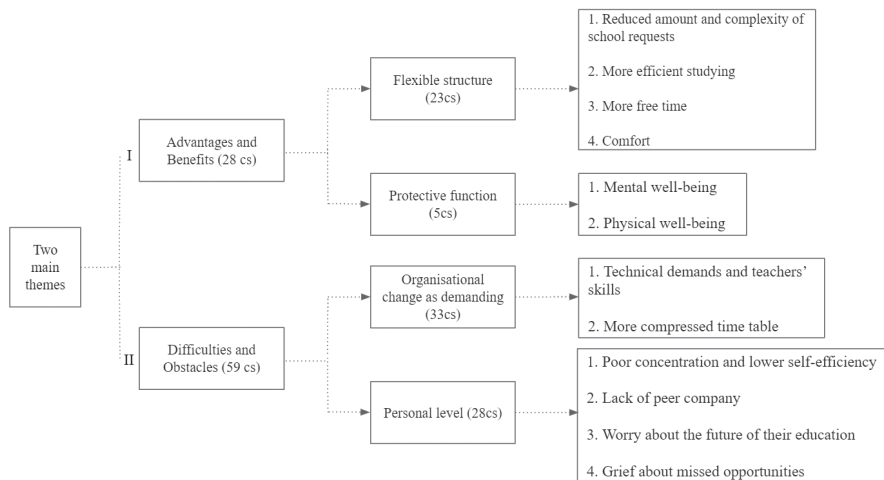 Two
main
themes
I
Advantages and
Benefits (28 cs)
Flexible structure
(23cs)
1. Reduced amount and complexity of
school requests
2. More efficient studying
3. More free time
4. Comfort
Protective function
(5cs)
1. Mental well-being
2. Physical well-being
II
Difficulties and
Obstacles (59 cs)
Organisational
change as demanding
(33cs)
1. Technical demands and teachers’
skills
2. More compressed time table
Personal level (28cs)
1. Poor concentration and lower self-efficiency
2. Lack of peer company
3. Worry about the future of their education
4. Grief about missed opportunities